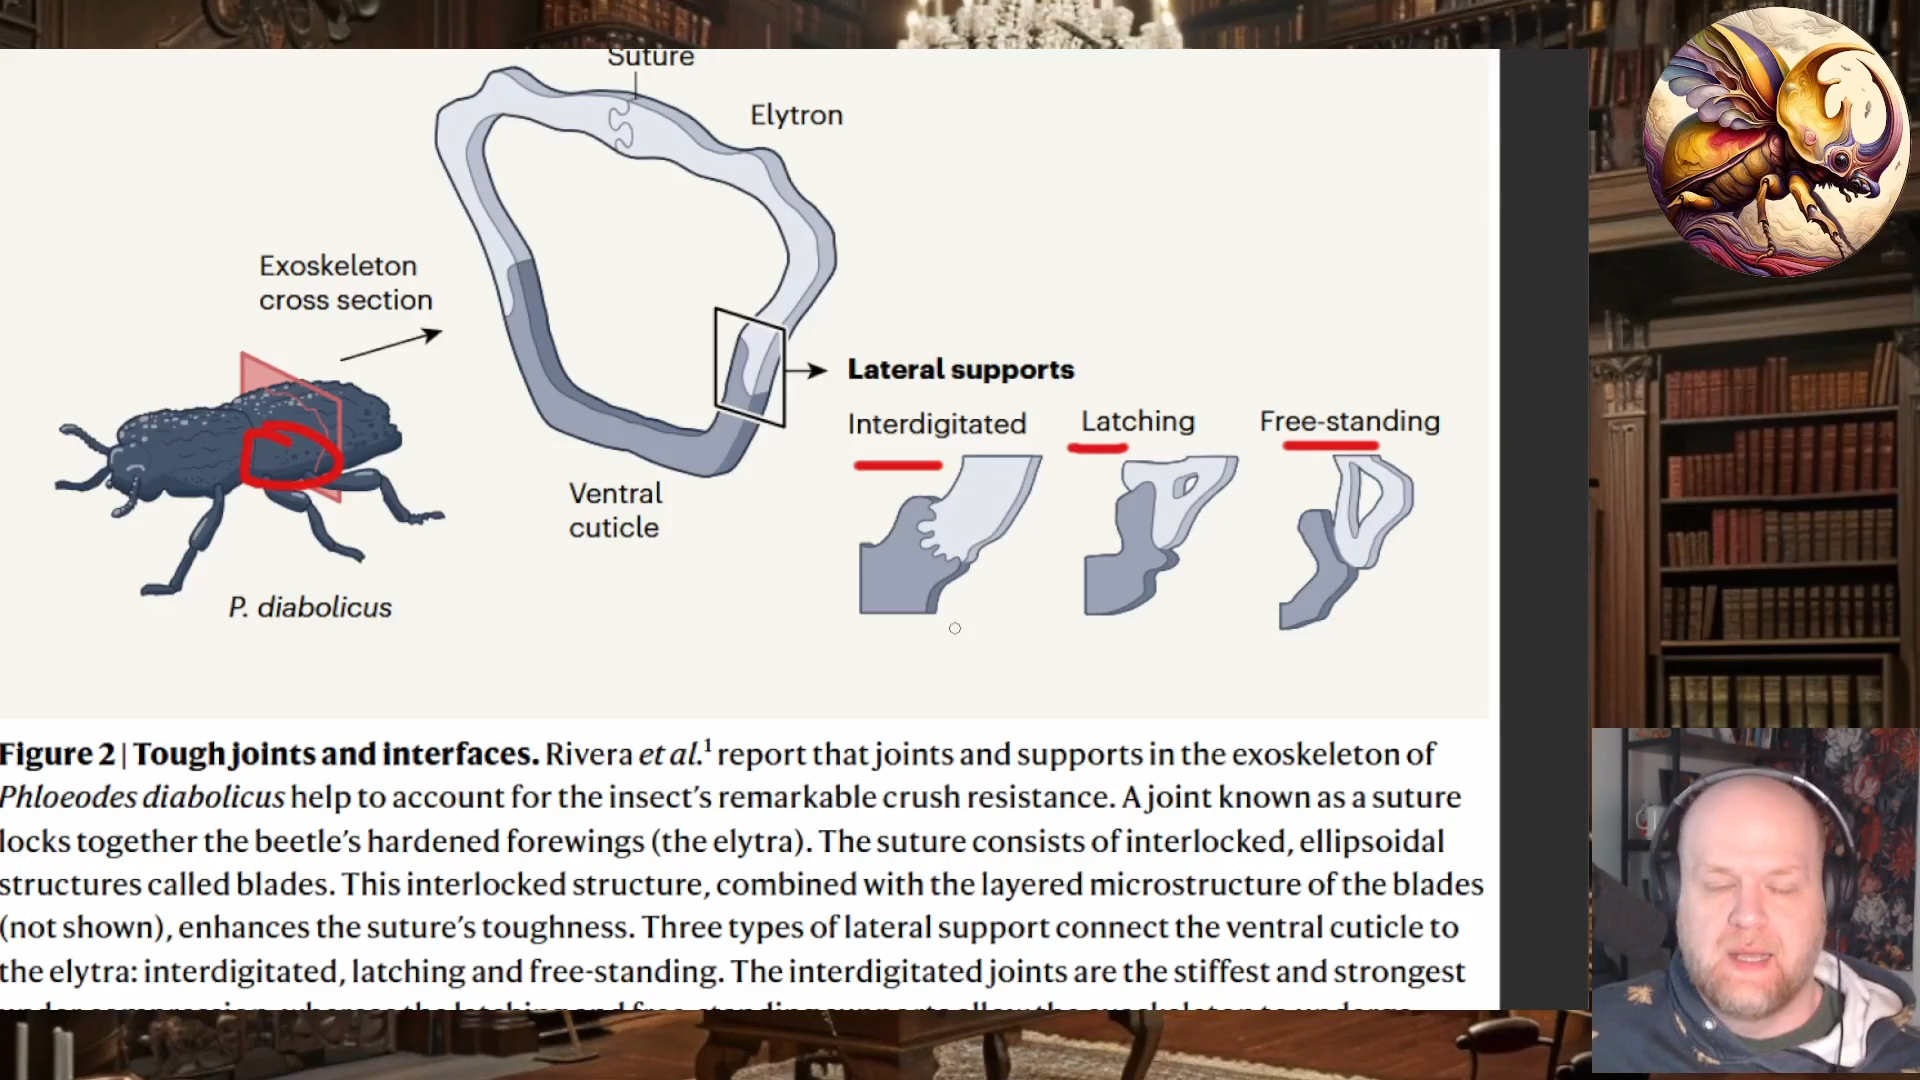 Suture
Elytron
Exoskeleton
cross section
Lateral supports
Interdigitated
Latching
Free-standing
Ventral
cuticle
P. diabolicus
Figure 2 | Tough joints and interfaces. Rivera et al.1 report that joints and supports in the exoskeleton of
Phloeodes diabolicus help to account for the insect's remarkable crush resistance. A joint known as a suture
locks together the beetle's hardened forewings (the elytra). The suture consists of interlocked, ellipsoidal
structures called blades. This interlocked structure, combined with the layered microstructure of the blades
(not shown), enhances the suture's toughness. Three types of lateral support connect the ventral cuticle to
the elytra: interdigitated, latching and free-standing. The interdigitated joints are the stiffest and strongest